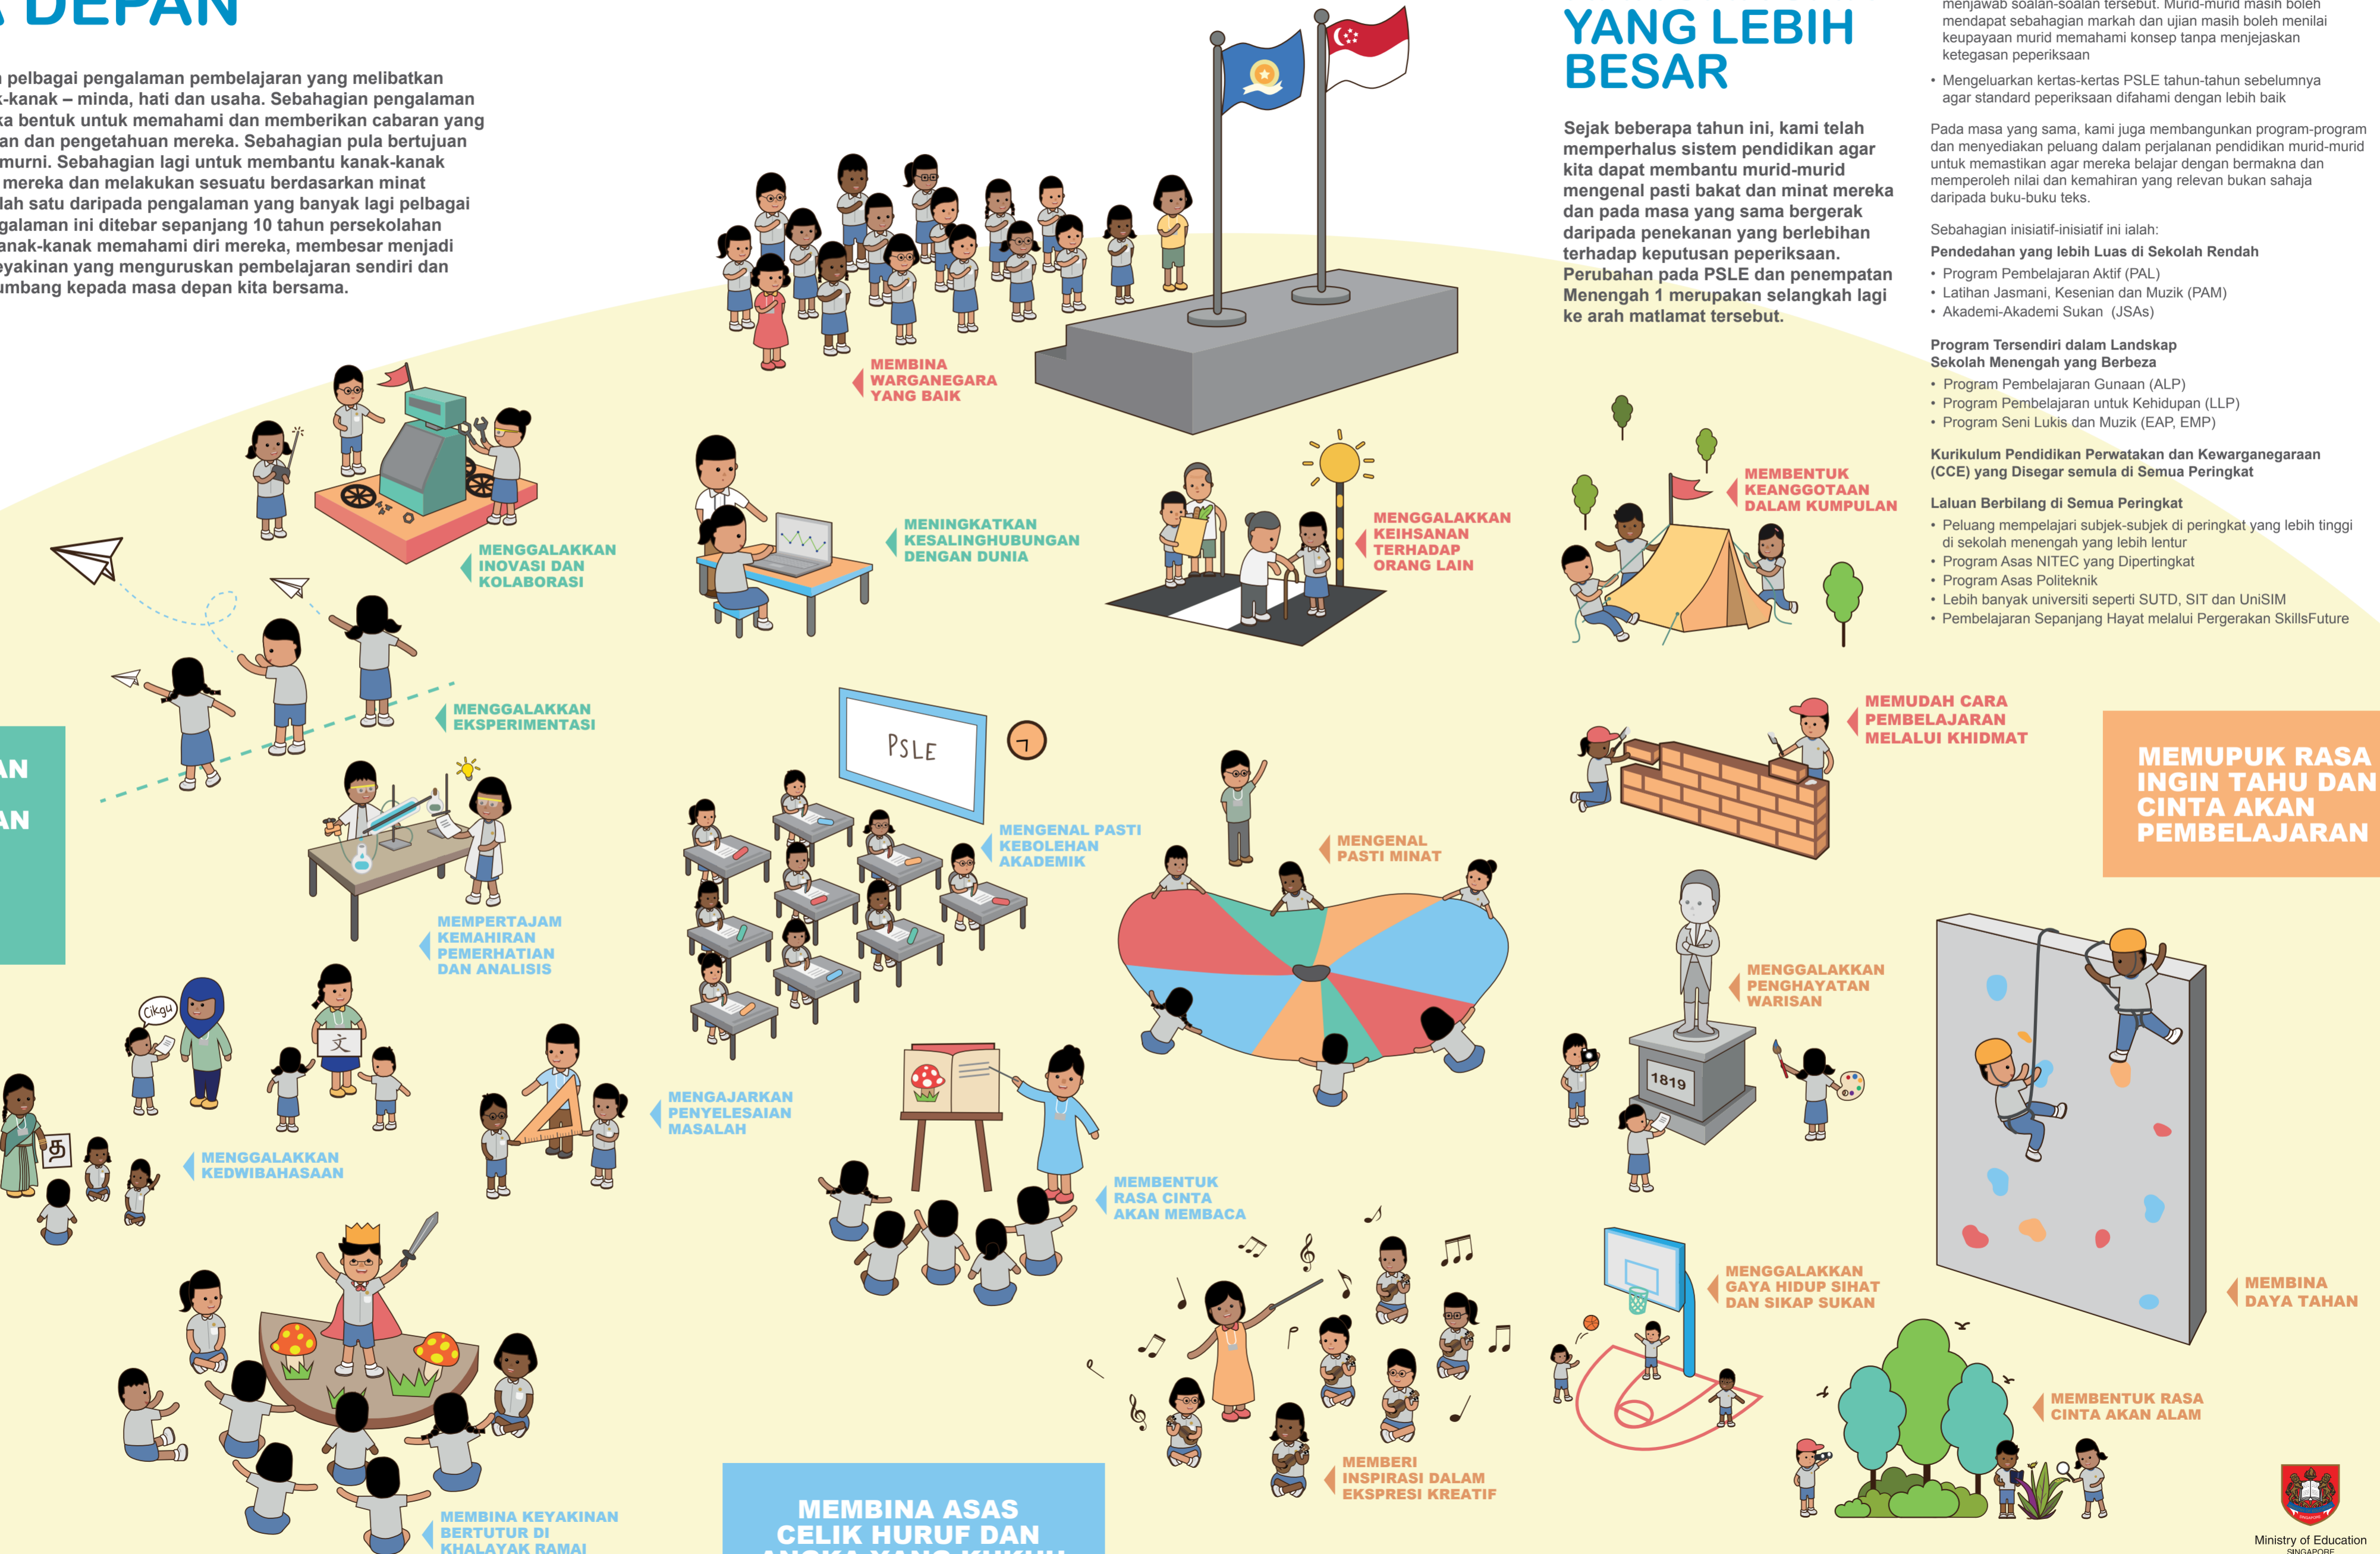 DEPAN
pelbagai pengalaman pembelajaran yang melibatkan
-kanak – minda, hati dan usaha. Sebahagian pengalaman
bentuk untuk memahami dan memberikan cabaran yang
dan pengetahuan mereka. Sebahagian pula bertujuan
murni. Sebahagian lagi untuk membantu kanak-kanak
mereka dan melakukan sesuatu berdasarkan minat
satu daripada pengalaman yang banyak lagi pelbagai
ini ditebar sepanjang 10 tahun persekolahan
memahami diri mereka, membesar menjadi
yang menguruskan pembelajaran sendiri dan
kepada masa depan kita bersama.
YANG LEBIH
BESAR
Sejak beberapa tahun ini, kami telah
memperhalus sistem pendidikan agar
kita dapat membantu murid-murid
mengenal pasti bakat dan minat mereka
dan pada masa yang sama bergerak
daripada penekanan yang berlebihan
terhadap keputusan peperiksaan.
Perubahan pada PSLE dan penempatan
Menengah 1 merupakan selangkah lagi
ke arah matlamat tersebut.
menjawab soalan-soalan tersebut. Murid-murid masih boleh
mendapat sebahagian markah dan ujian masih boleh menilai
keupayaan murid memahami konsep tanpa menjejaskan
ketegasan peperiksaan
• Mengeluarkan kertas-kertas PSLE tahun-tahun sebelumnya
agar standard peperiksaan difahami dengan lebih baik
Pada masa yang sama, kami juga membangunkan program-program
dan menyediakan peluang dalam perjalanan pendidikan murid-murid
untuk memastikan agar mereka belajar dengan bermakna dan
memperoleh nilai dan kemahiran yang relevan bukan sahaja
daripada buku-buku teks.
Sebahagian inisiatif-inisiatif ini ialah:
Pendedahan yang lebih Luas di Sekolah Rendah
• Program Pembelajaran Aktif (PAL)
• Latihan Jasmani, Kesenian dan Muzik (PAM)
• Akademi-Akademi Sukan (JSAs)
Program Tersendiri dalam Landskap
Sekolah Menengah yang Berbeza
• Program Pembelajaran Gunaan (ALP)
• Program Pembelajaran untuk Kehidupan (LLP)
• Program Seni Lukis dan Muzik (EAP, EMP)
Kurikulum Pendidikan Perwatakan dan Kewarganegaraan
(CCE) yang Disegar semula di Semua Peringkat
Laluan Berbilang di Semua Peringkat
• Peluang mempelajari subjek-subjek di peringkat yang lebih tinggi
di sekolah menengah yang lebih lentur
• Program Asas NITEC yang Dipertingkat
• Program Asas Politeknik
• Lebih banyak universiti seperti SUTD, SIT dan UniSIM
• Pembelajaran Sepanjang Hayat melalui Pergerakan SkillsFuture
MEMBINA
WARGANEGARA
YANG BAIK
MENGGALAKKAN
INOVASI DAN
KOLABORASI
MENINGKATKAN
KESALINGHUBUNGAN
DENGAN DUNIA
MENGGALAKKAN
KEIHSANAN
TERHADAP
ORANG LAIN
MEMBENTUK
KEANGGOTAAN
DALAM KUMPULAN
MENGGALAKKAN
EKSPERIMENTASI
PSLE
MENGENAL PASTI
KEBOLEHAN
AKADEMIK
MENGENAL
PASTI MINAT
MEMUDAH CARA
PEMBELAJARAN
MELALUI KHIDMAT
MEMUPUK RASA
INGIN TAHU DAN
CINTA AKAN
PEMBELAJARAN
AN
AN
MEMPERTAJAM
KEMAHIRAN
PEMERHATIAN
DAN ANALISIS
Cikgu
文
த
MENGGALAKKAN
KEDWIBAHASAAN
MENGAJARKAN
PENYELESAIAN
MASALAH
MENGGALAKKAN
PENGHAYATAN
WARISAN
1819
MEMBENTUK
RASA CINTA
AKAN MEMBACA
MENGGALAKKAN
GAYA HIDUP SIHAT
DAN SIKAP SUKAN
MEMBINA
DAYA TAHAN
MEMBENTUK RASA
CINTA AKAN ALAM
MEMBERI
INSPIRASI DALAM
EKSPRESI KREATIF
MEMBINA KEYAKINAN
BERTUTUR DI
KHALAYAK RAMAI
MEMBINA ASAS
CELIK HURUF DAN
ANGKA YANG KUKUH
Ministry of Education
SINGAPORE